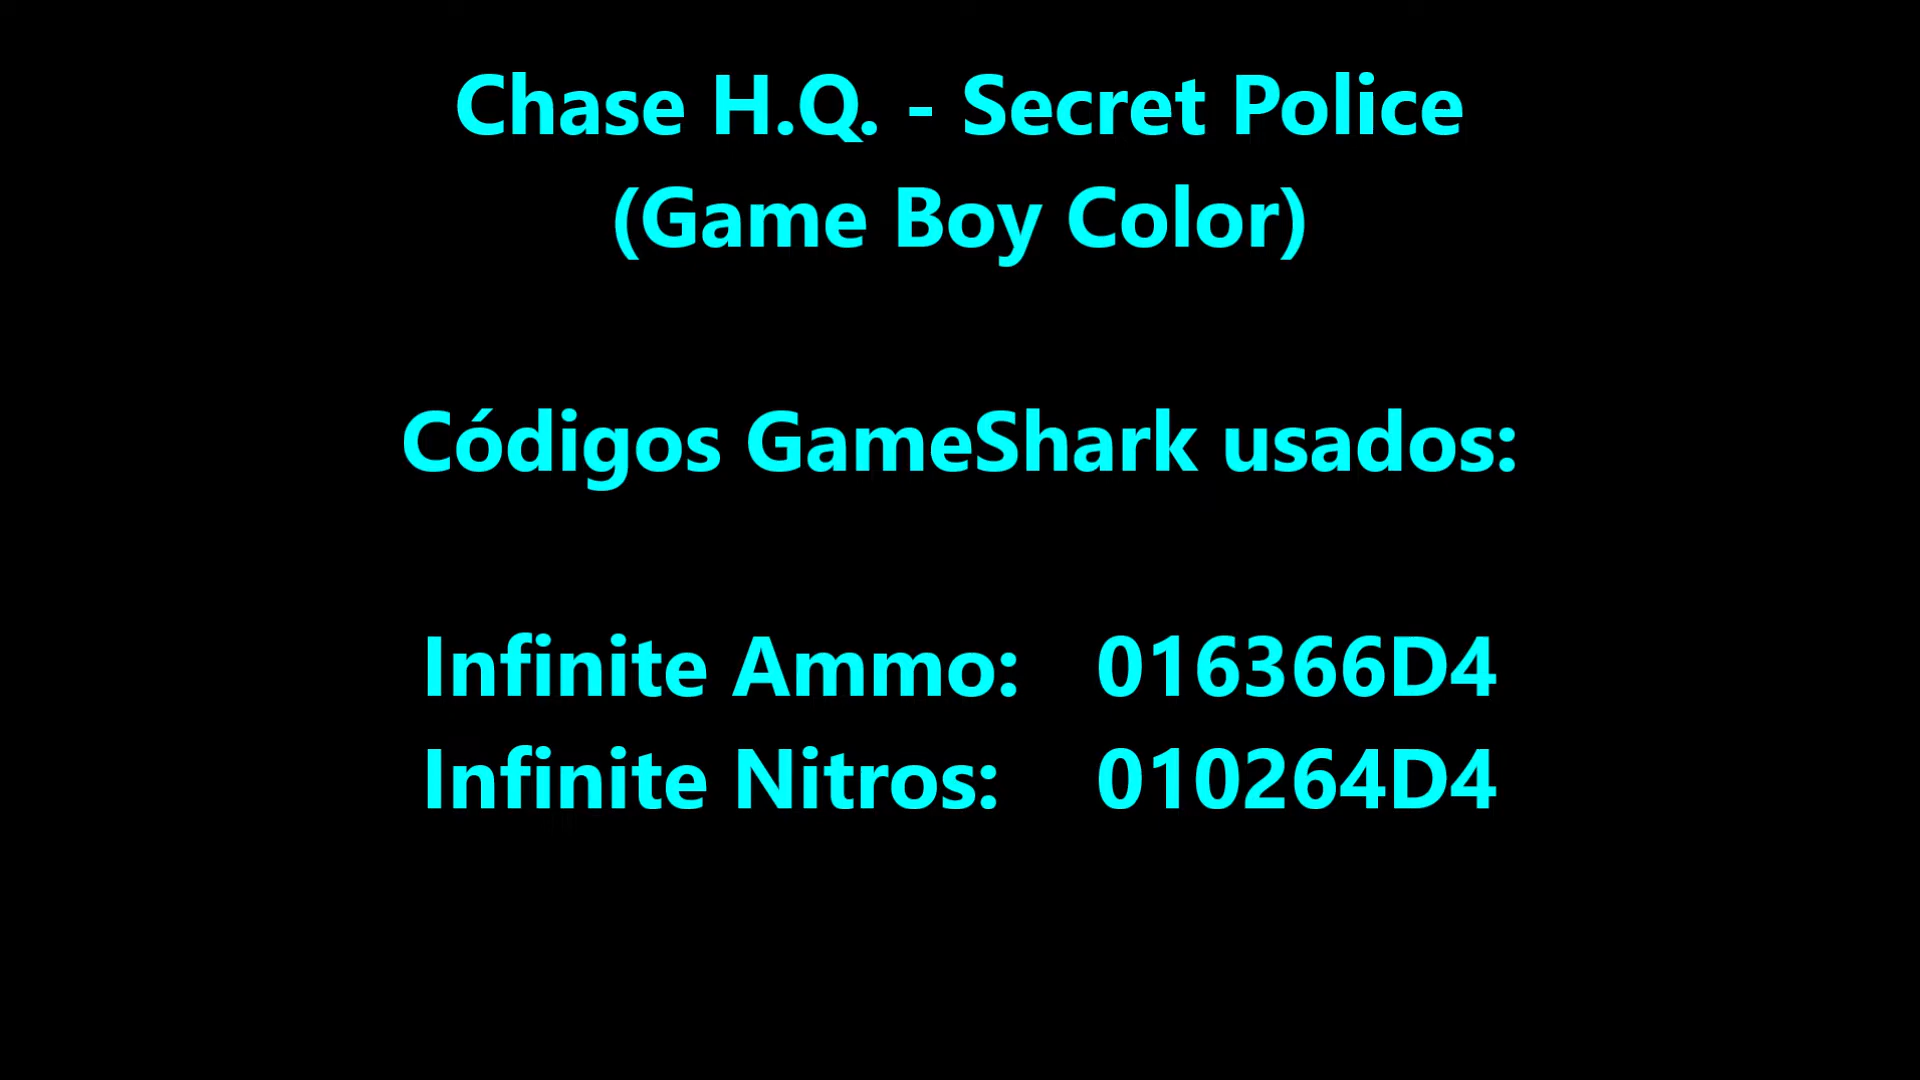 Chase H.Q. - Secret Police
(Game Boy Color)
Códigos GameShark usados:
Infinite Ammo: 016366D4
Infinite Nitros: 010264D4